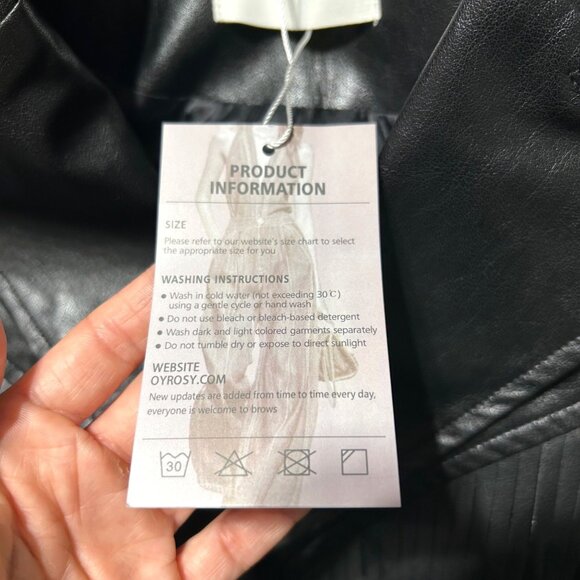 PRODUCT
INFORMATION
SIZE
Please refer to our website's size chart to select
the appropriate size for you
WASHING INSTRUCTIONS
● Wash in cold water (not exceeding 30℃)
using a gentle cycle or hand wash
● Do not use bleach or bleach-based detergent
● Wash dark and light colored garments separately
● Do not tumble dry or expose to direct sunlight
WEBSITE
OYROSY.COM
New updates are added from time to time every day,
everyone is welcome to brows
30